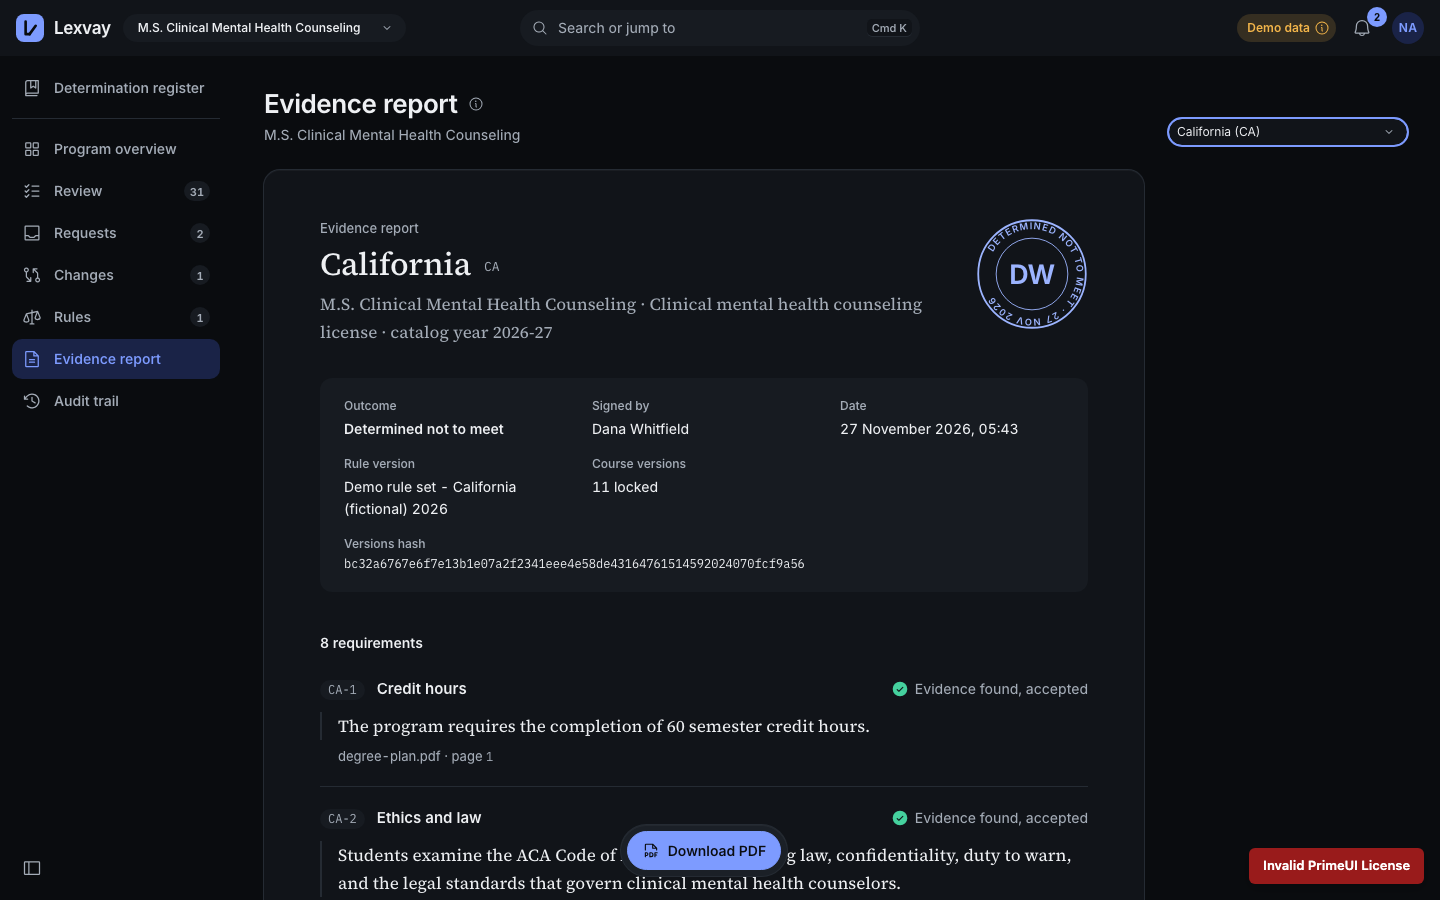 Lexvay
M.S. Clinical Mental Health Counseling
Search or jump to
Cmd K
Demo data
2
NA
Determination register
Program overview
Review 31
Requests 2
Changes 1
Rules 1
Evidence report
Audit trail
Evidence report
M.S. Clinical Mental Health Counseling
California (CA)
Evidence report
California CA
M.S. Clinical Mental Health Counseling · Clinical mental health counseling
license · catalog year 2026-27
DETERMINED NOT TO MEET · 27 NOV 2026
DW
Outcome
Determined not to meet
Signed by
Dana Whitfield
Date
27 November 2026, 05:43
Rule version
Demo rule set - California
(fictional) 2026
Course versions
11 locked
Versions hash
bc32a6767e6f7e13b1e07a2f2341eee4e58de43164761514592024070fcf9a56
8 requirements
CA-1 Credit hours Evidence found, accepted
The program requires the completion of 60 semester credit hours.
degree-plan.pdf · page 1
CA-2 Ethics and law Evidence found, accepted
Students examine the ACA Code of g law, confidentiality, duty to warn,
and the legal standards that govern clinical mental health counselors.
PDF Download PDF
Invalid PrimeUI License